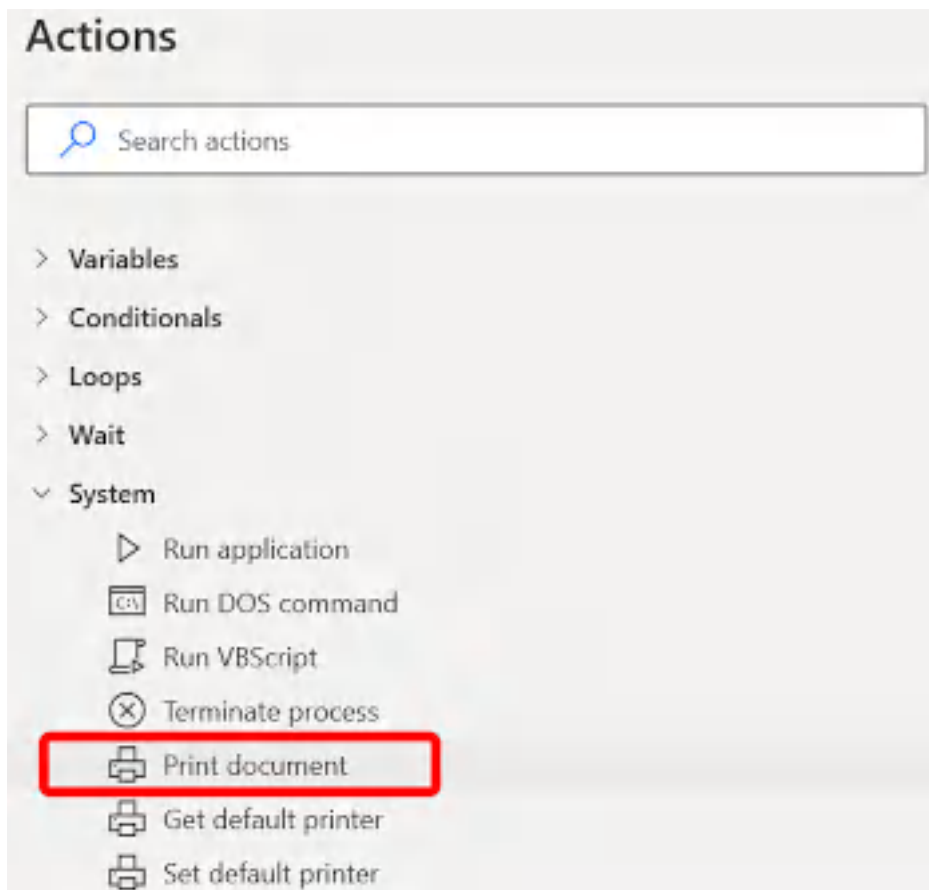 Actions
Search actions
Variables
Conditionals
Loops
Wait
System
Run application
C:\ Run DOS command
Run VBScript
Terminate process
Print document
Get default printer
Set default printer